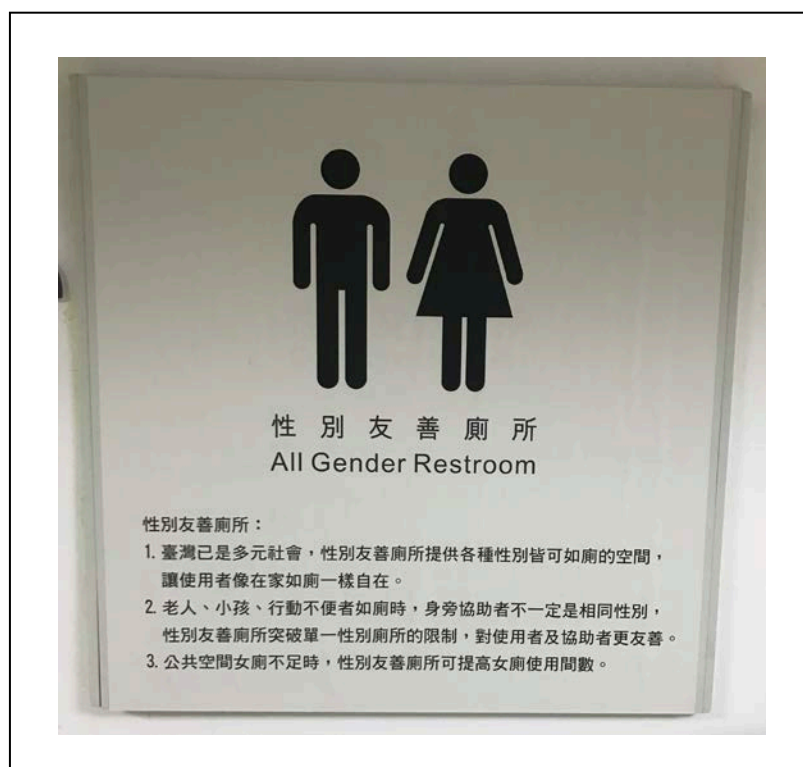 性別友善廁所
All Gender Restroom
性別友善廁所：
1. 臺灣已是多元社會，性別友善廁所提供各種性別皆可如廁的空間，
讓使用者像在家如廁一樣自在。
2. 老人、小孩、行動不便者如廁時，身旁協助者不一定是相同性別，
性別友善廁所突破單一性別廁所的限制，對使用者及協助者更友善。
3. 公共空間女廁不足時，性別友善廁所可提高女廁使用間數。